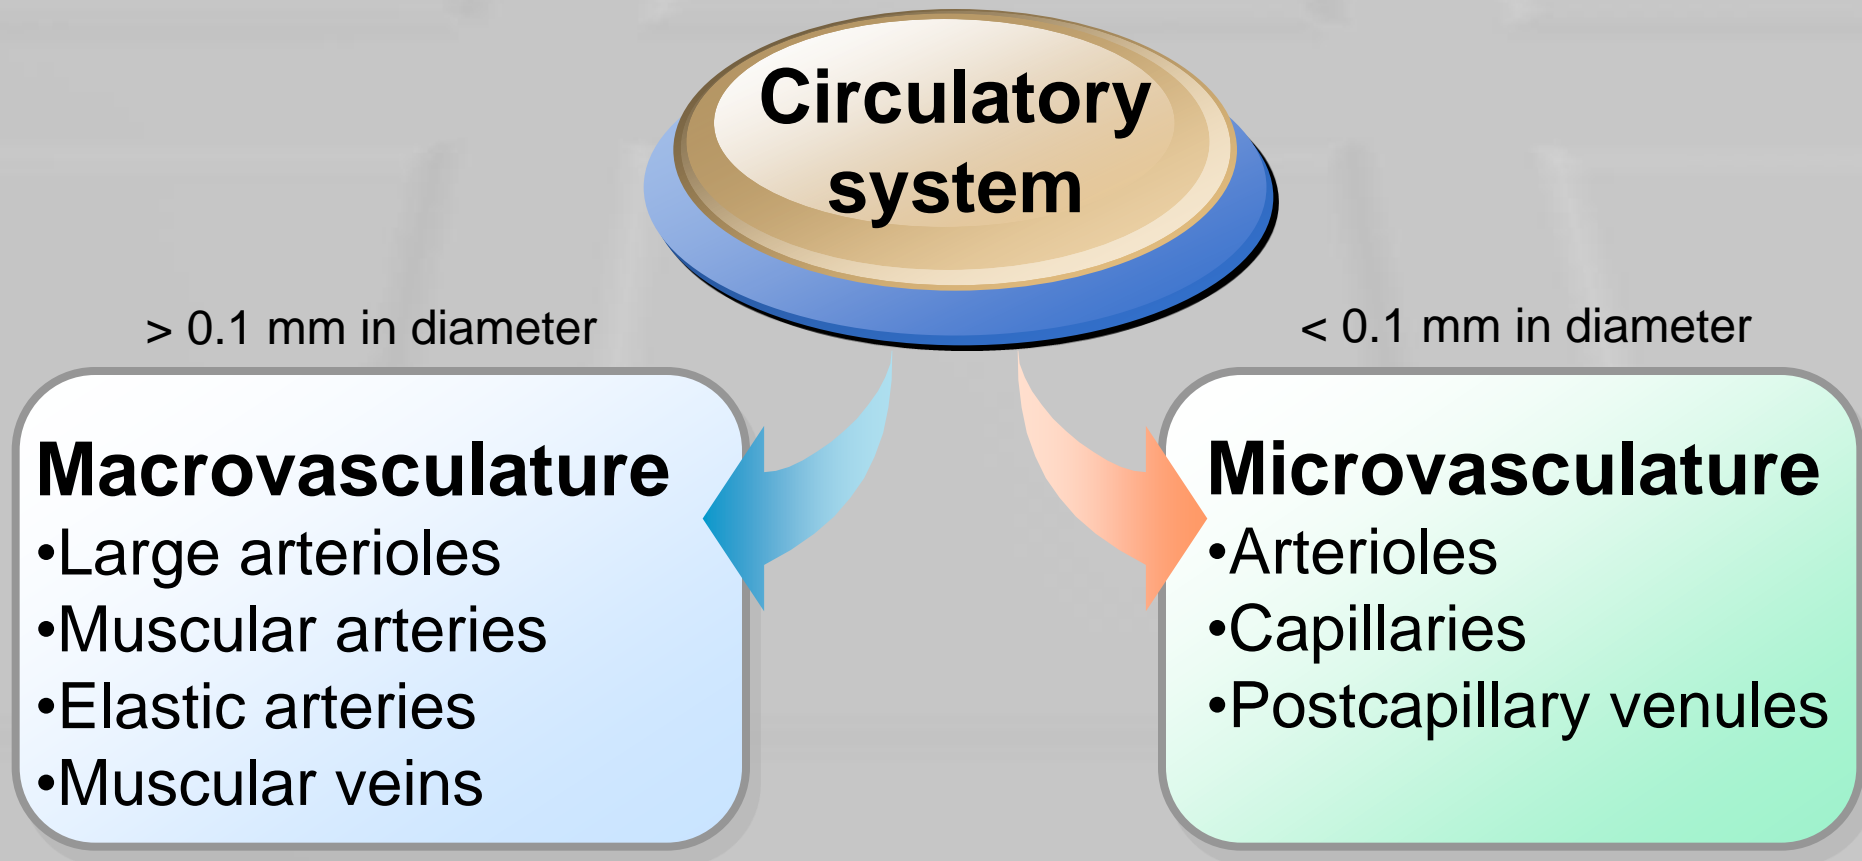 Circulatory
system
> 0.1 mm in diameter
< 0.1 mm in diameter
Macrovasculature
•Large arterioles
•Muscular arteries
•Elastic arteries
•Muscular veins
Microvasculature
•Arterioles
•Capillaries
•Postcapillary venules